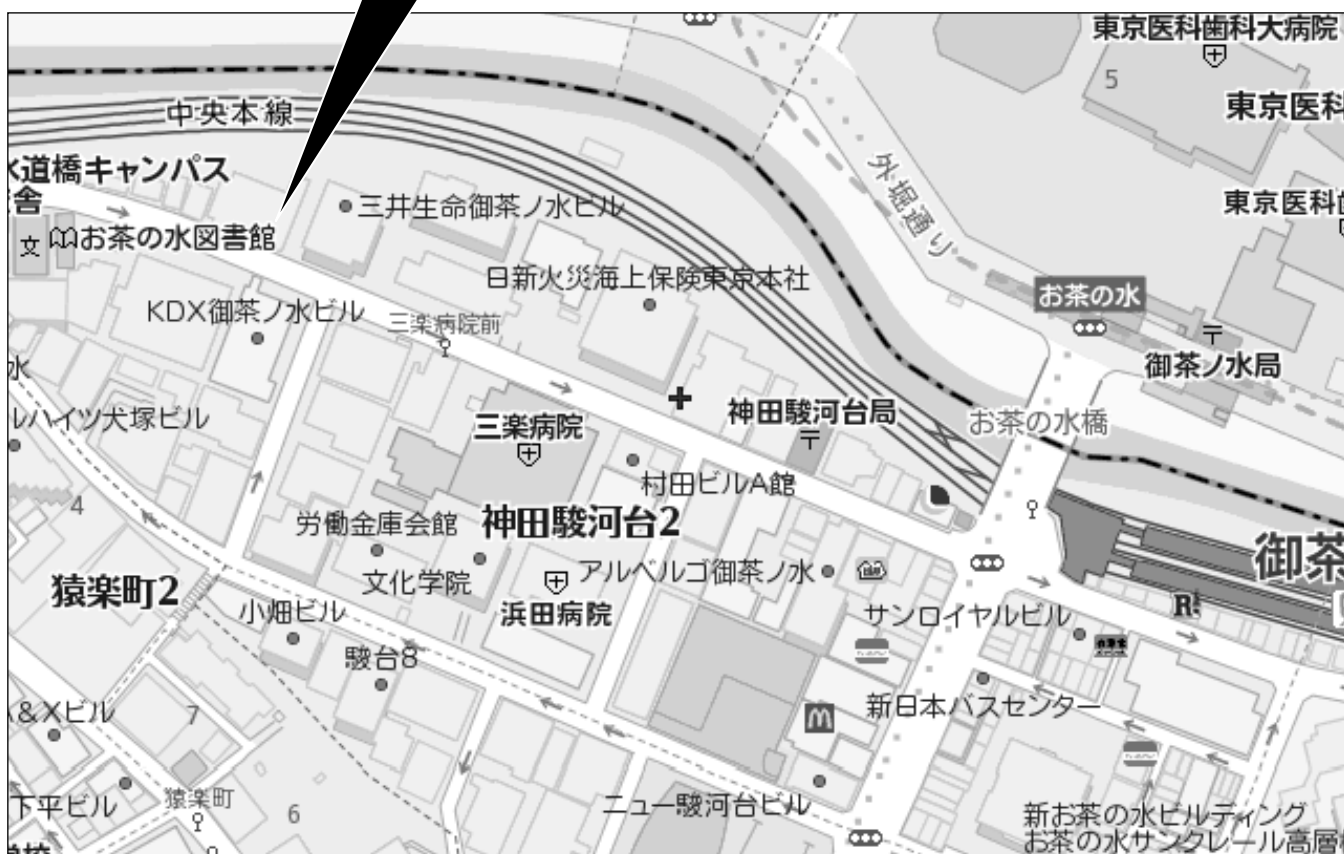 東京医科歯科大病院
5
中央本線
東京医科
水道橋キャンパス
外堀通り
東京医科歯
舎
文
三井生命御茶ノ水ビル
お茶の水図書館
日新火災海上保険東京本社
お茶の水
KDX御茶ノ水ビル
三楽病院前
御茶ノ水局
水
ルハイツ犬塚ビル
三楽病院
神田駿河台局
お茶の水橋
村田ビルA館
4
労働金庫会館
神田駿河台2
御茶
文化学院
アルベルゴ御茶ノ水
猿楽町2
小畑ビル
浜田病院
サンロイヤルビル
R
駿台8
&Xビル
7
新日本バスセンター
下平ビル
猿楽町
6
ニュー駿河台ビル
新お茶の水ビルディング
お茶の水サンクレール高層
学校